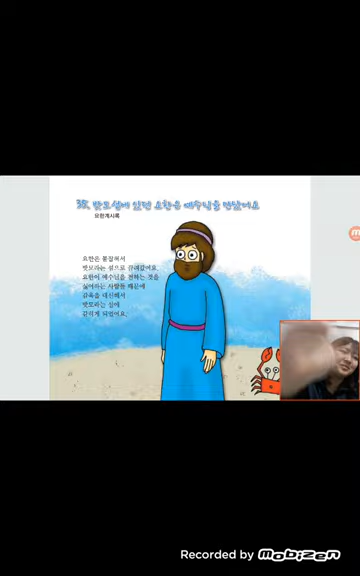 38. 밧모섬에 있던 요한은 예수님을 만났어요
요한계시록
요한은 붙잡혀서
밧모라는 섬으로 끌려갔어요.
요한이 예수님을 전하는 것을
싫어하는 사람들 때문에
감옥을 대신해서
밧모라는 섬에
갇히게 되었어요.
Recorded by mobizen